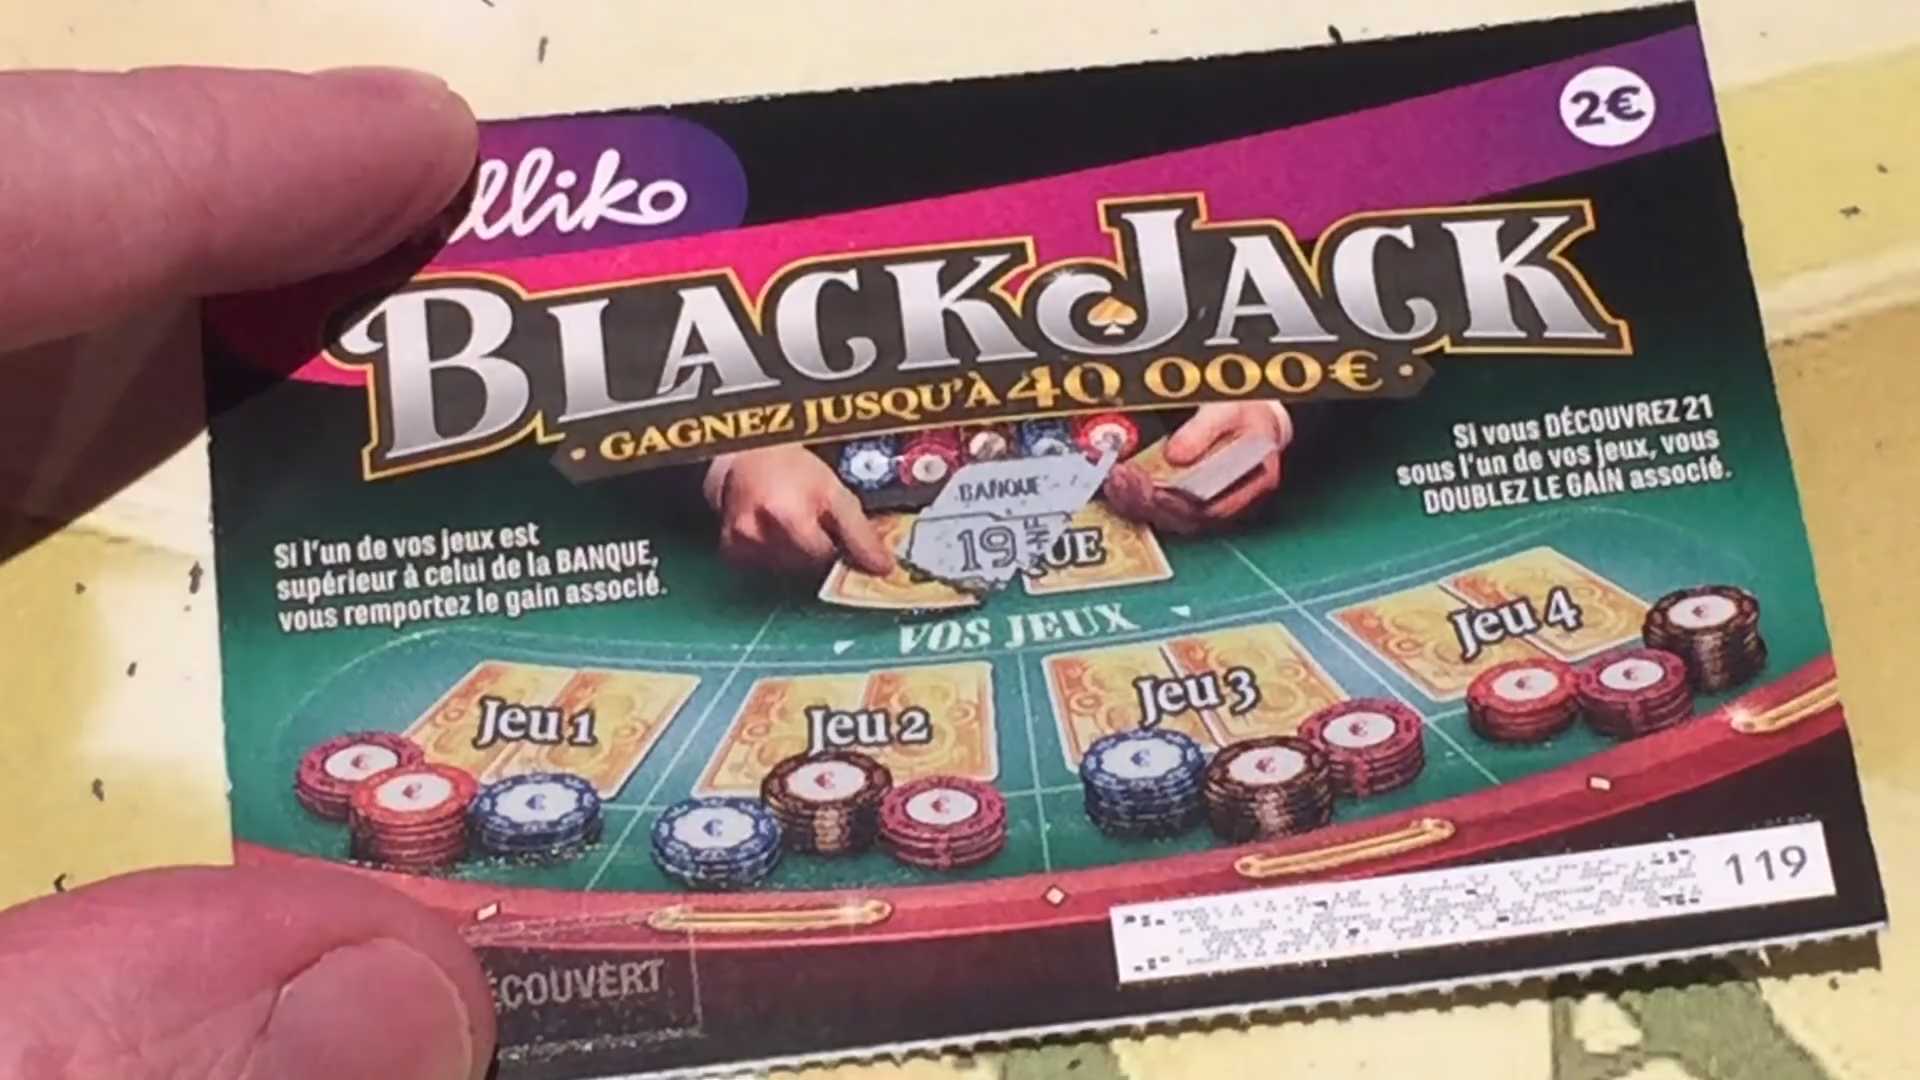 lliko
2€
BLACKJACK
· GAGNEZ JUSQU'À 40 000€ ·
Si vous DÉCOUVREZ 21
sous l'un de vos jeux, vous
DOUBLEZ LE GAIN associé.
BANQUE
19
UE
Si l'un de vos jeux est
supérieur à celui de la BANQUE,
vous remportez le gain associé.
VOS JEUX
Jeu 1
Jeu 2
Jeu 3
Jeu 4
119
ÉCOUVERT